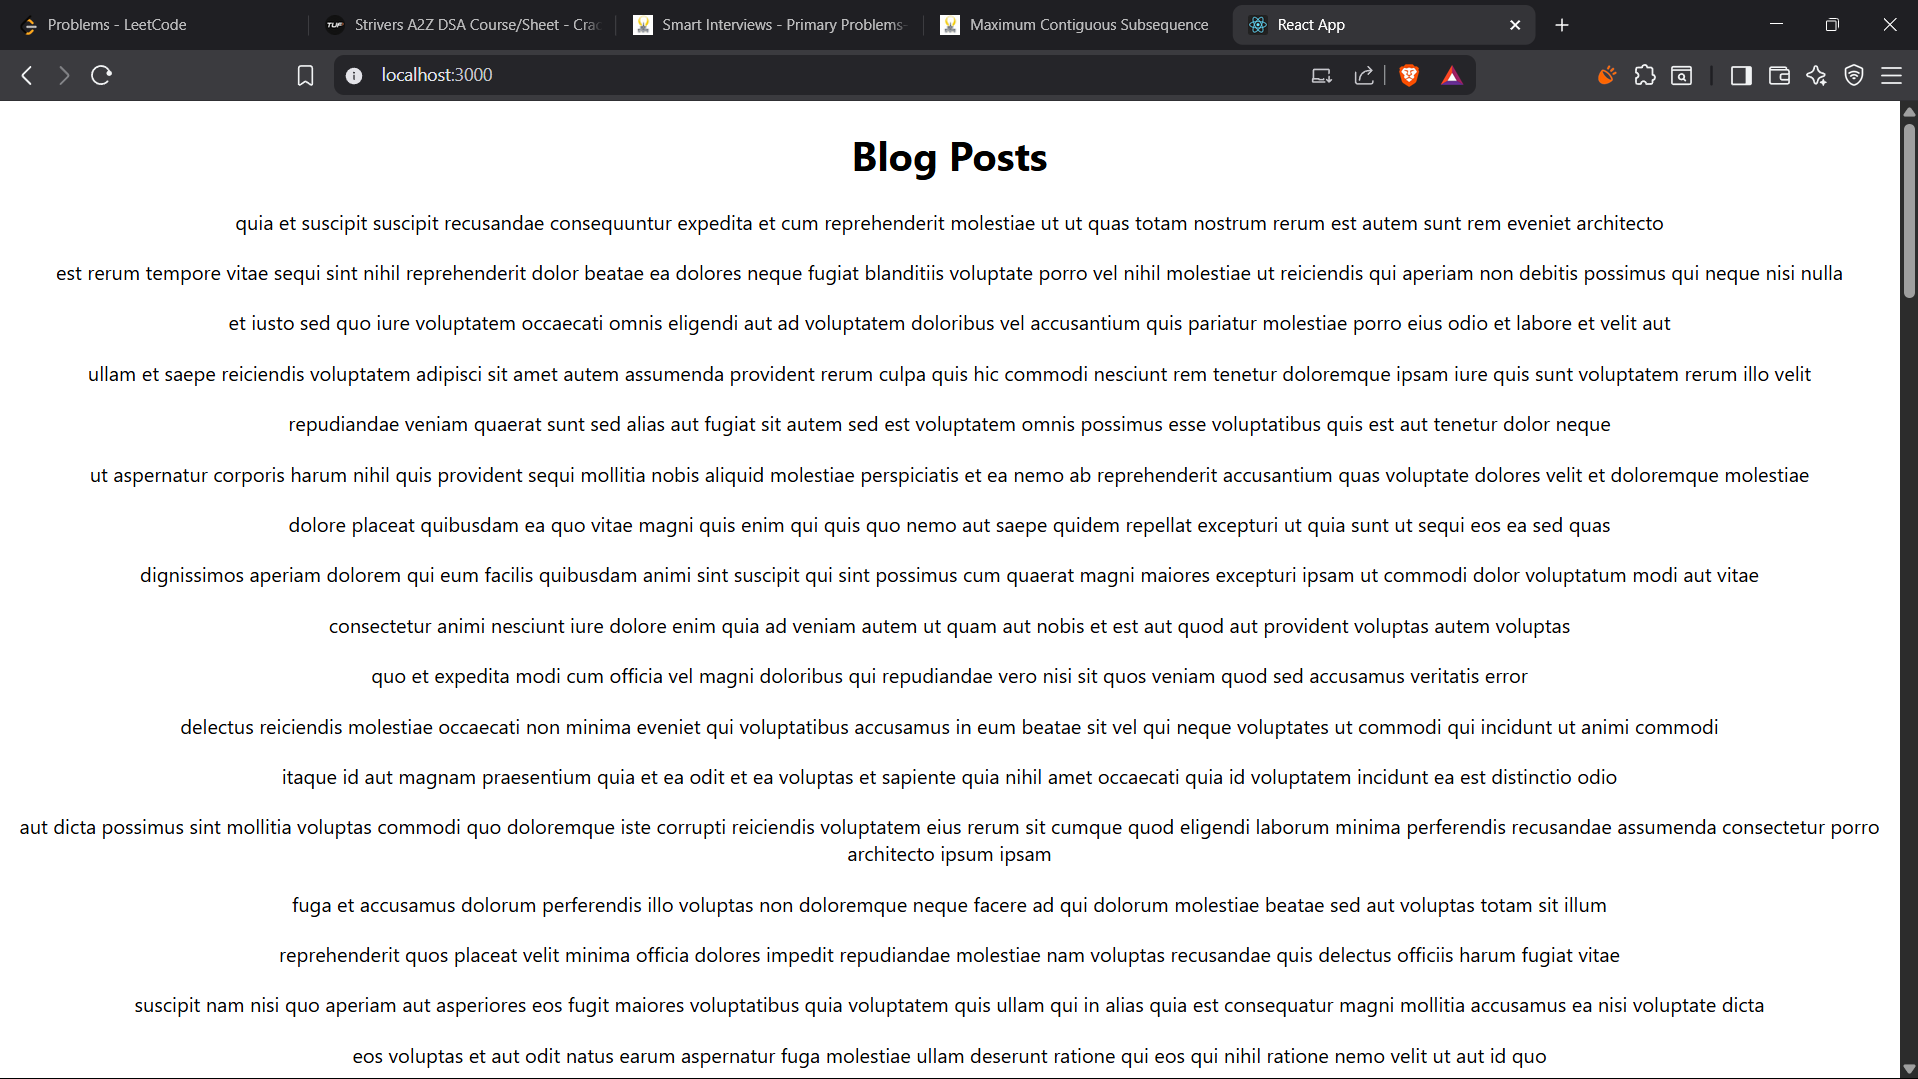 Problems - LeetCode
Strivers A2Z DSA Course/Sheet - Crac
Smart Interviews - Primary Problems-
Maximum Contiguous Subsequence
React App
localhost:3000
Blog Posts
quia et suscipit suscipit recusandae consequuntur expedita et cum reprehenderit molestiae ut ut quas totam nostrum rerum est autem sunt rem eveniet architecto
est rerum tempore vitae sequi sint nihil reprehenderit dolor beatae ea dolores neque fugiat blanditiis voluptate porro vel nihil molestiae ut reiciendis qui aperiam non debitis possimus qui neque nisi nulla
et iusto sed quo iure voluptatem occaecati omnis eligendi aut ad voluptatem doloribus vel accusantium quis pariatur molestiae porro eius odio et labore et velit aut
ullam et saepe reiciendis voluptatem adipisci sit amet autem assumenda provident rerum culpa quis hic commodi nesciunt rem tenetur doloremque ipsam iure quis sunt voluptatem rerum illo velit
repudiandae veniam quaerat sunt sed alias aut fugiat sit autem sed est voluptatem omnis possimus esse voluptatibus quis est aut tenetur dolor neque
ut aspernatur corporis harum nihil quis provident sequi mollitia nobis aliquid molestiae perspiciatis et ea nemo ab reprehenderit accusantium quas voluptate dolores velit et doloremque molestiae
dolore placeat quibusdam ea quo vitae magni quis enim qui quis quo nemo aut saepe quidem repellat excepturi ut quia sunt ut sequi eos ea sed quas
dignissimos aperiam dolorem qui eum facilis quibusdam animi sint suscipit qui sint possimus cum quaerat magni maiores excepturi ipsam ut commodi dolor voluptatum modi aut vitae
consectetur animi nesciunt iure dolore enim quia ad veniam autem ut quam aut nobis et est aut quod aut provident voluptas autem voluptas
quo et expedita modi cum officia vel magni doloribus qui repudiandae vero nisi sit quos veniam quod sed accusamus veritatis error
delectus reiciendis molestiae occaecati non minima eveniet qui voluptatibus accusamus in eum beatae sit vel qui neque voluptates ut commodi qui incidunt ut animi commodi
itaque id aut magnam praesentium quia et ea odit et ea voluptas et sapiente quia nihil amet occaecati quia id voluptatem incidunt ea est distinctio odio
aut dicta possimus sint mollitia voluptas commodi quo doloremque iste corrupti reiciendis voluptatem eius rerum sit cumque quod eligendi laborum minima perferendis recusandae assumenda consectetur porro
architecto ipsum ipsam
fuga et accusamus dolorum perferendis illo voluptas non doloremque neque facere ad qui dolorum molestiae beatae sed aut voluptas totam sit illum
reprehenderit quos placeat velit minima officia dolores impedit repudiandae molestiae nam voluptas recusandae quis delectus officiis harum fugiat vitae
suscipit nam nisi quo aperiam aut asperiores eos fugit maiores voluptatibus quia voluptatem quis ullam qui in alias quia est consequatur magni mollitia accusamus ea nisi voluptate dicta
eos voluptas et aut odit natus earum aspernatur fuga molestiae ullam deserunt ratione qui eos qui nihil ratione nemo velit ut aut id quo